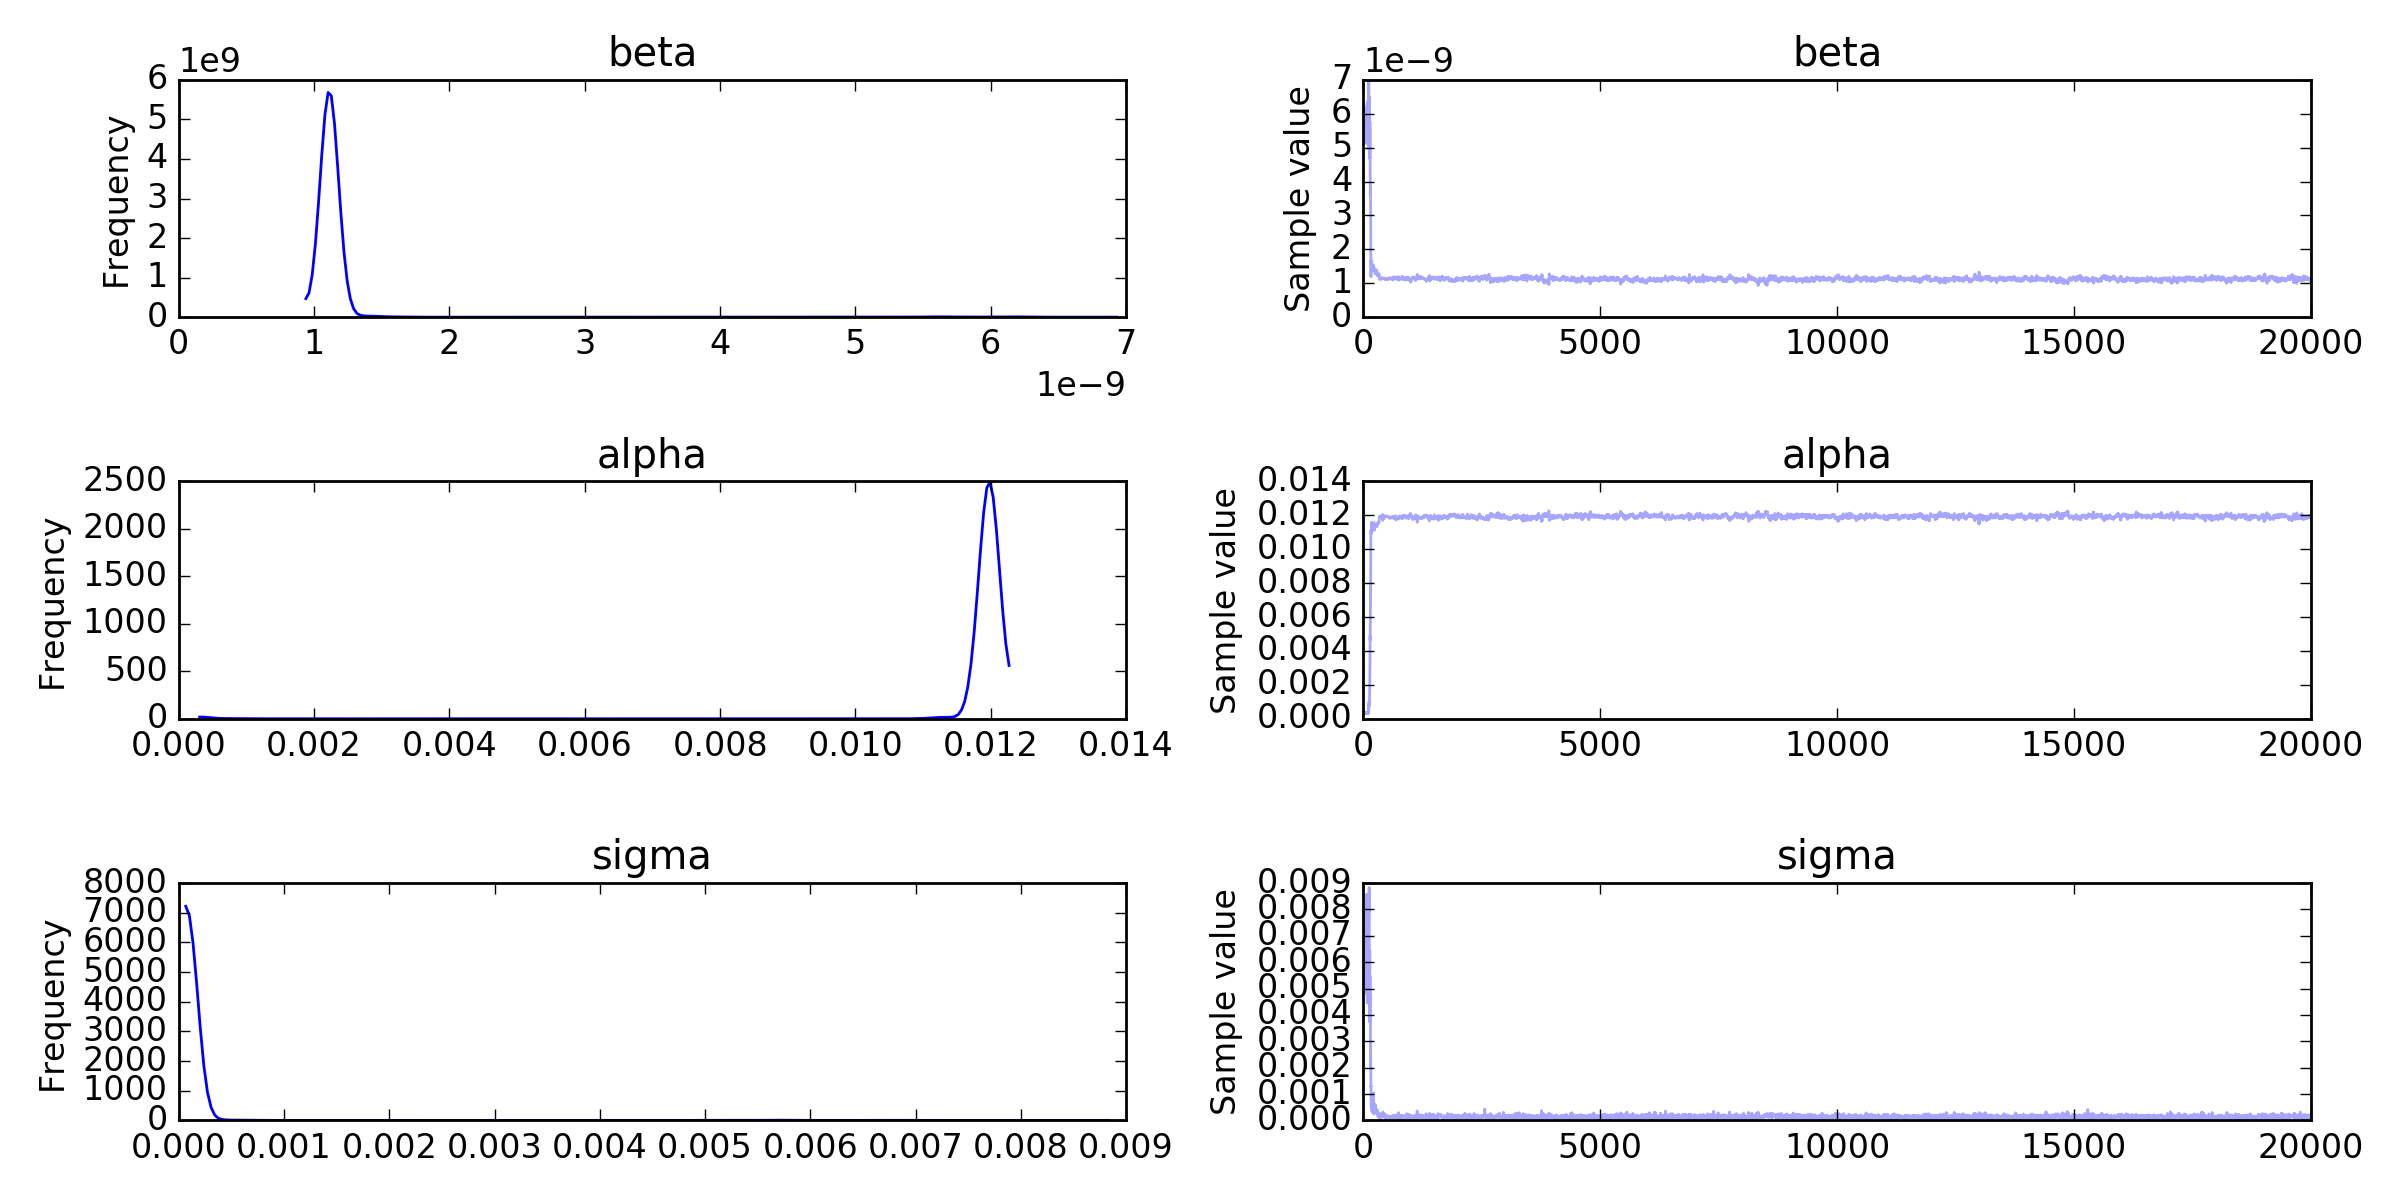 beta
1e9
Frequency
6
5
4
3
2
1
0
0 1 2 3 4 5 6 7
1e−9
beta
1e−9
Sample value
7
6
5
4
3
2
1
0
0 5000 10000 15000 20000
alpha
Frequency
2500
2000
1500
1000
500
0
0.000 0.002 0.004 0.006 0.008 0.010 0.012 0.014
alpha
Sample value
0.014
0.012
0.010
0.008
0.006
0.004
0.002
0.000
0 5000 10000 15000 20000
sigma
Frequency
8000
7000
6000
5000
4000
3000
2000
1000
0
0.000 0.001 0.002 0.003 0.004 0.005 0.006 0.007 0.008 0.009
sigma
Sample value
0.009
0.008
0.007
0.006
0.005
0.004
0.003
0.002
0.001
0.000
0 5000 10000 15000 20000